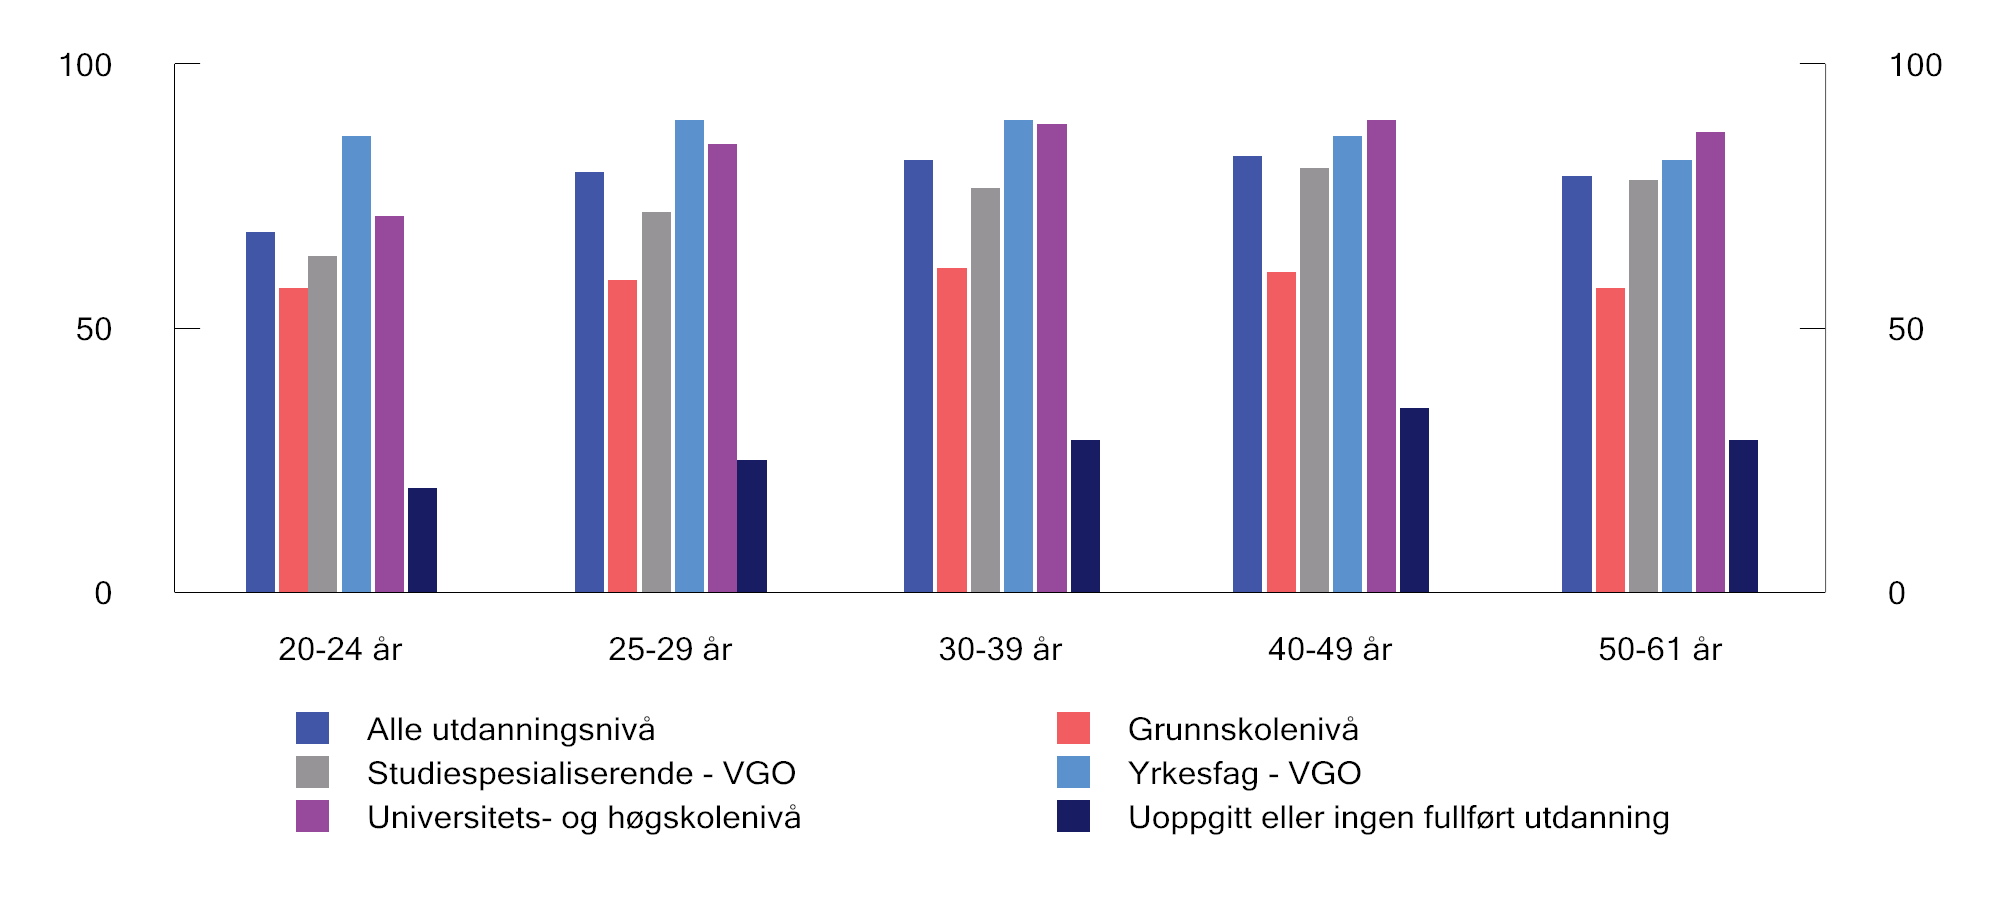 100 100
50 50
0 0
20-24 år 25-29 år 30-39 år 40-49 år 50-61 år
Alle utdanningsnivå Grunnskolenivå
Studiespesialiserende - VGO Yrkesfag - VGO
Universitets- og høgskolenivå Uoppgitt eller ingen fullført utdanning